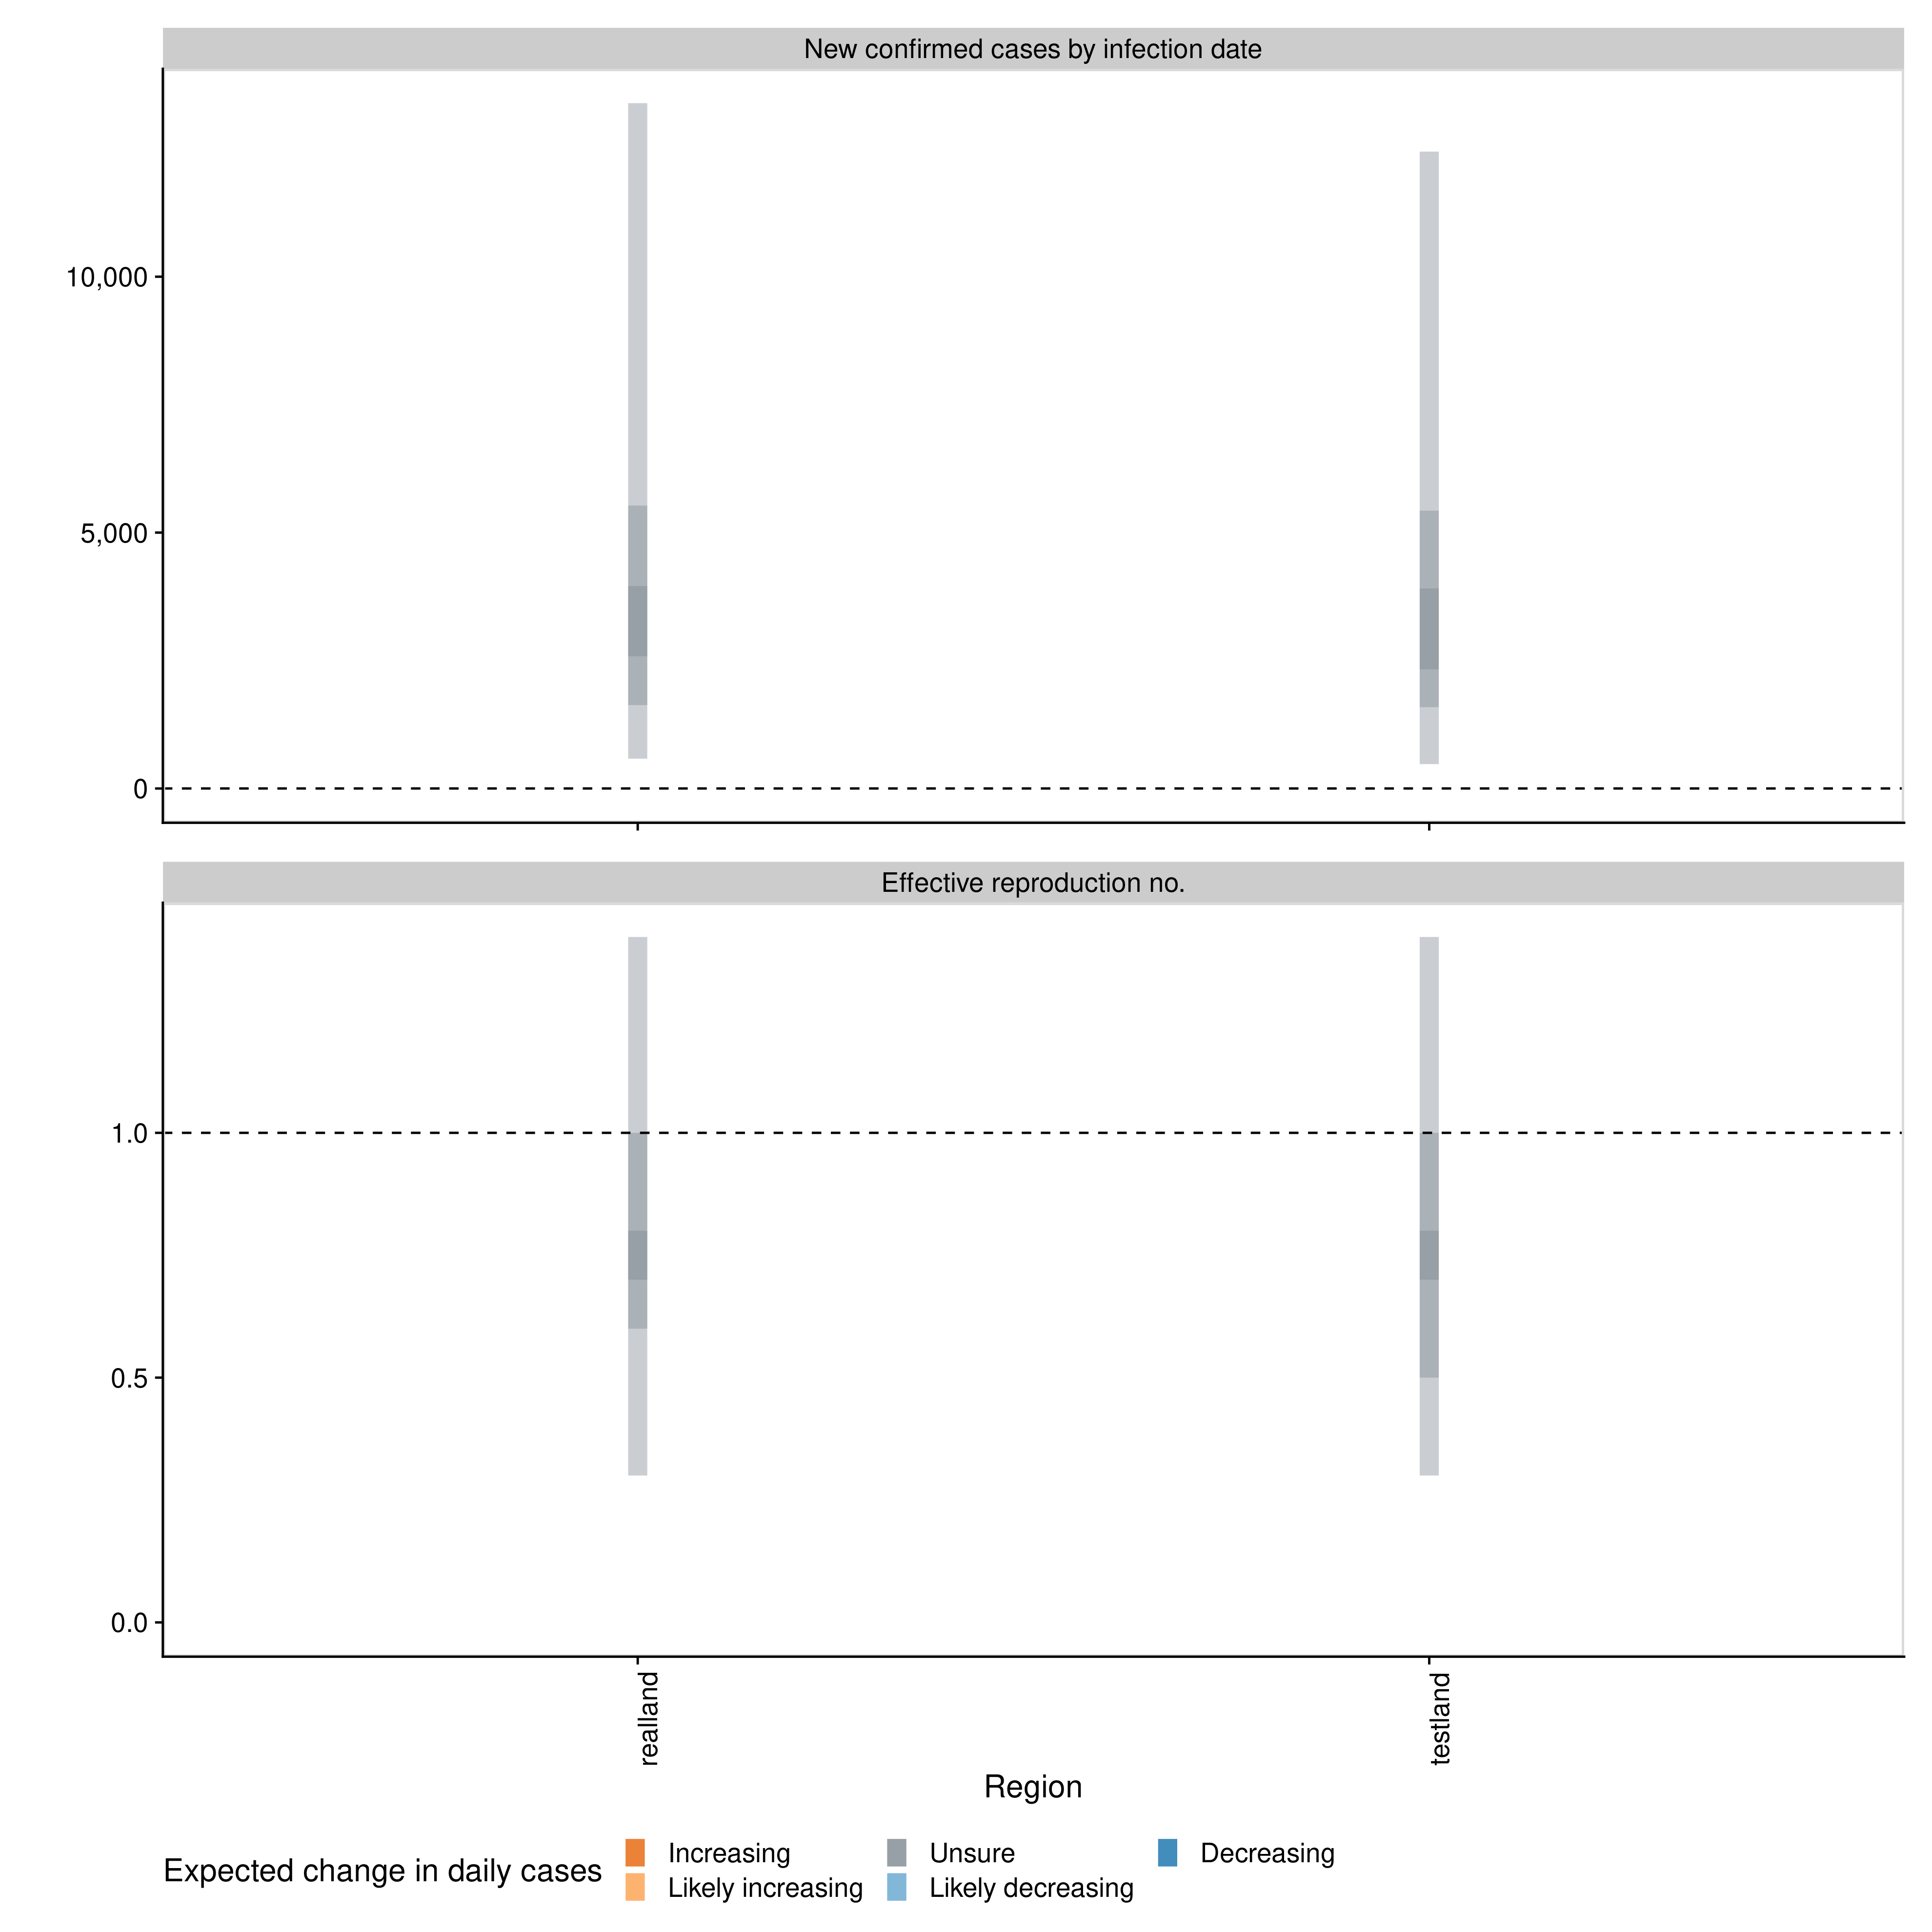 New confirmed cases by infection date
10,000
5,000
0
Effective reproduction no.
1.0
0.5
0.0
realland
testland
Region
Expected change in daily cases
Increasing
Unsure
Decreasing
Likely increasing
Likely decreasing